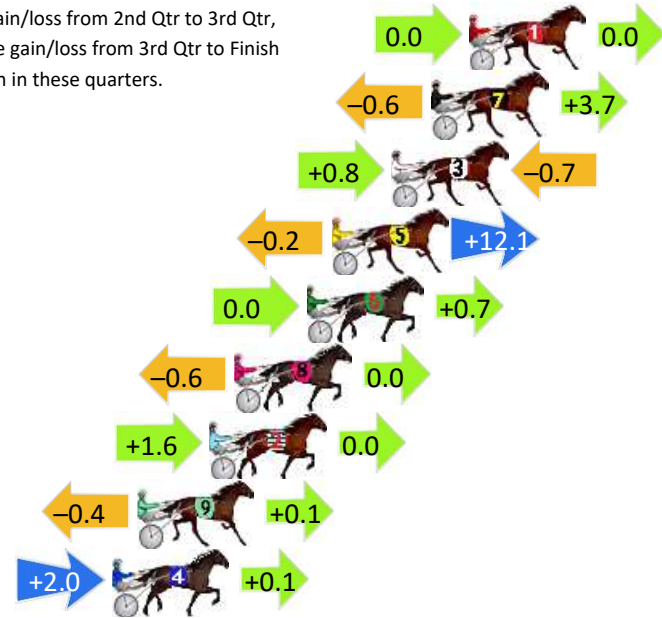 ain/loss from 2nd Qtr to 3rd Qtr,
e gain/loss from 3rd Qtr to Finish
n in these quarters.
0.0 1 0.0
–0.6 7 +3.7
+0.8 3 –0.7
–0.2 5 +12.1
0.0 6 +0.7
–0.6 8 0.0
+1.6 2 0.0
–0.4 9 +0.1
+2.0 4 +0.1